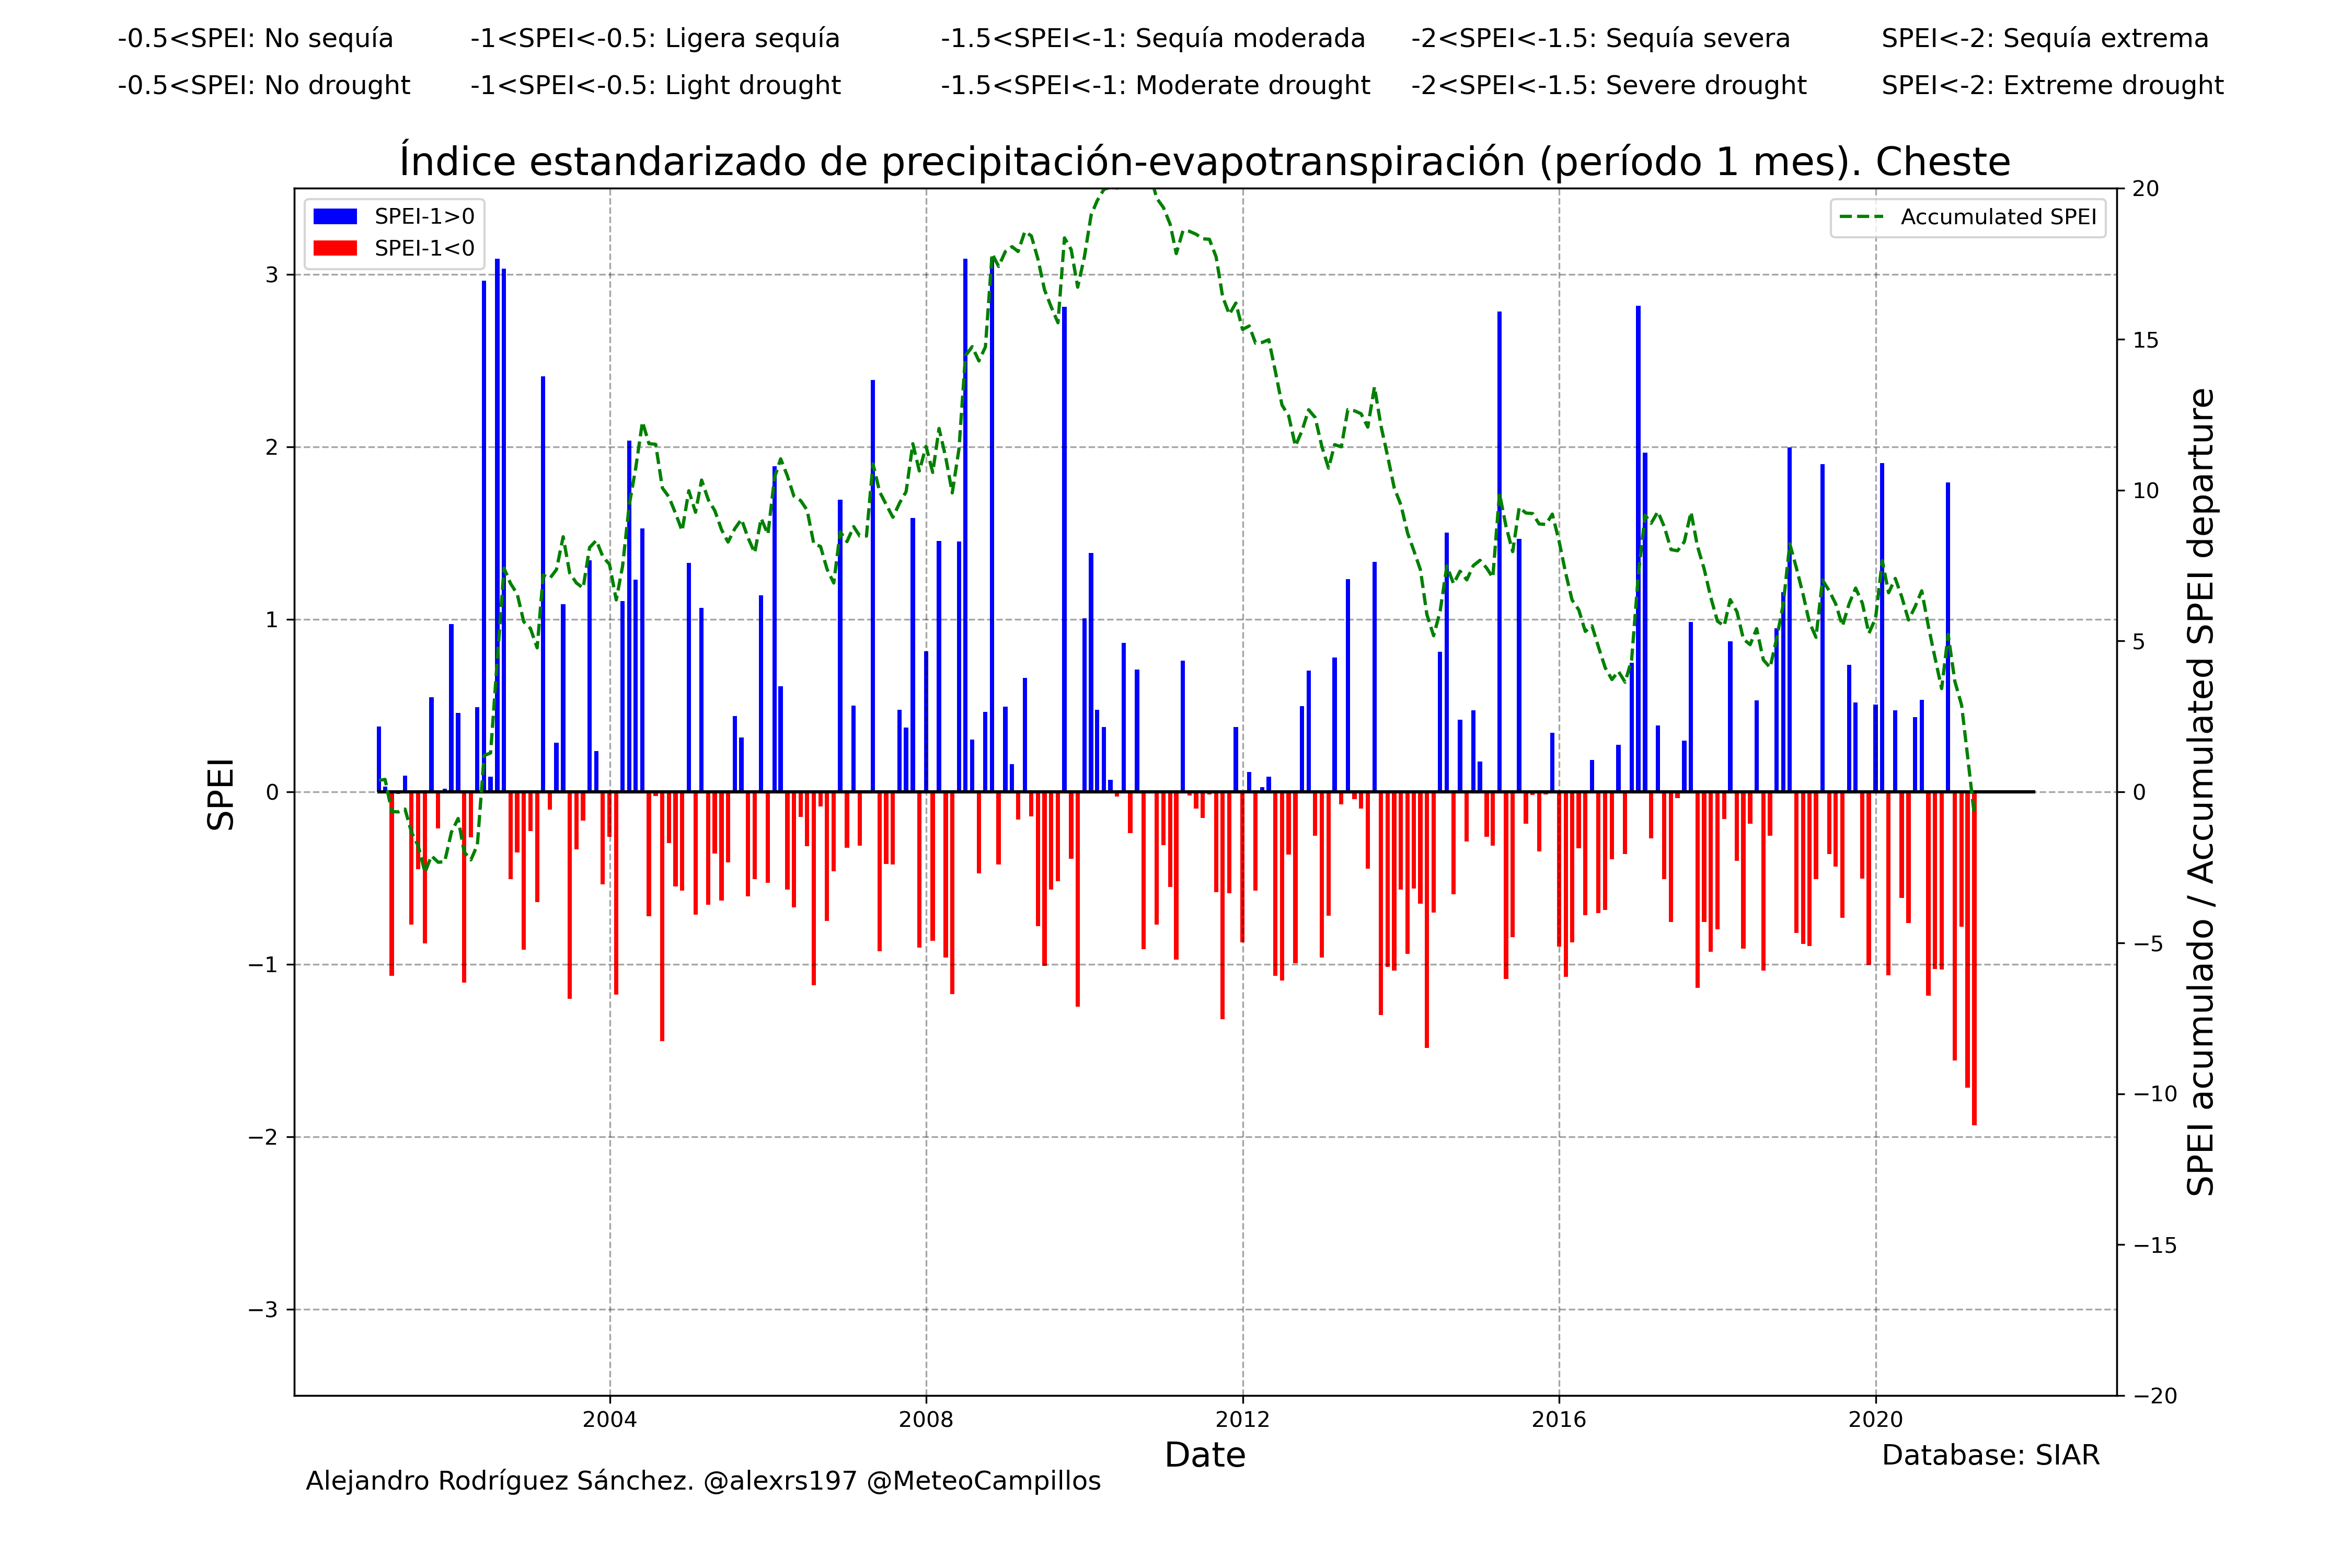 -0.5<SPEI: No sequía -1<SPEI<-0.5: Ligera sequía -1.5<SPEI<-1: Sequía moderada -2<SPEI<-1.5: Sequía severa SPEI<-2: Sequía extrema
-0.5<SPEI: No drought -1<SPEI<-0.5: Light drought -1.5<SPEI<-1: Moderate drought -2<SPEI<-1.5: Severe drought SPEI<-2: Extreme drought
Índice estandarizado de precipitación-evapotranspiración (período 1 mes). Cheste
SPEI-1>0
SPEI-1<0
Accumulated SPEI
SPEI
3
2
1
0
−1
−2
−3
20
15
10
5
0
−5
−10
−15
−20
SPEI acumulado / Accumulated SPEI departure
2004 2008 2012 2016 2020
Date
Database: SIAR
Alejandro Rodríguez Sánchez. @alexrs197 @MeteoCampillos